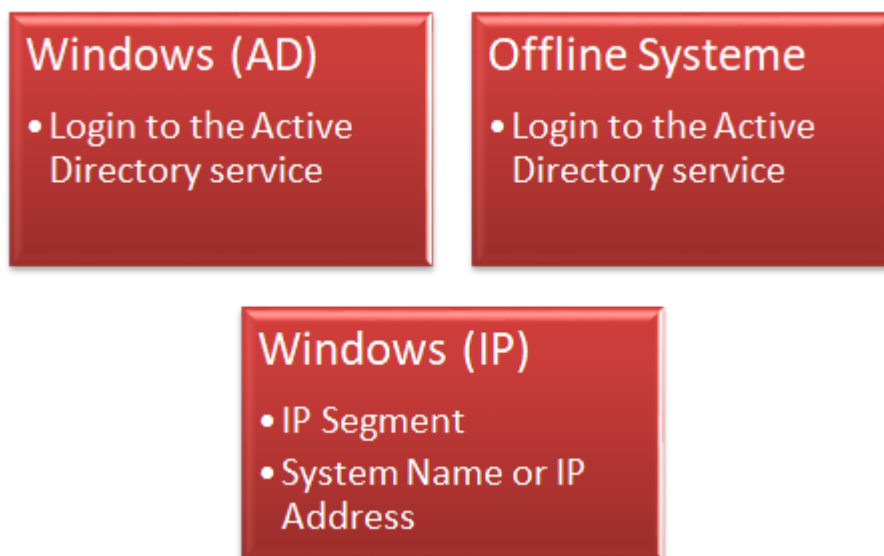 Windows (AD)
• Login to the Active
Directory service
Offline Systeme
• Login to the Active
Directory service
Windows (IP)
• IP Segment
• System Name or IP
Address